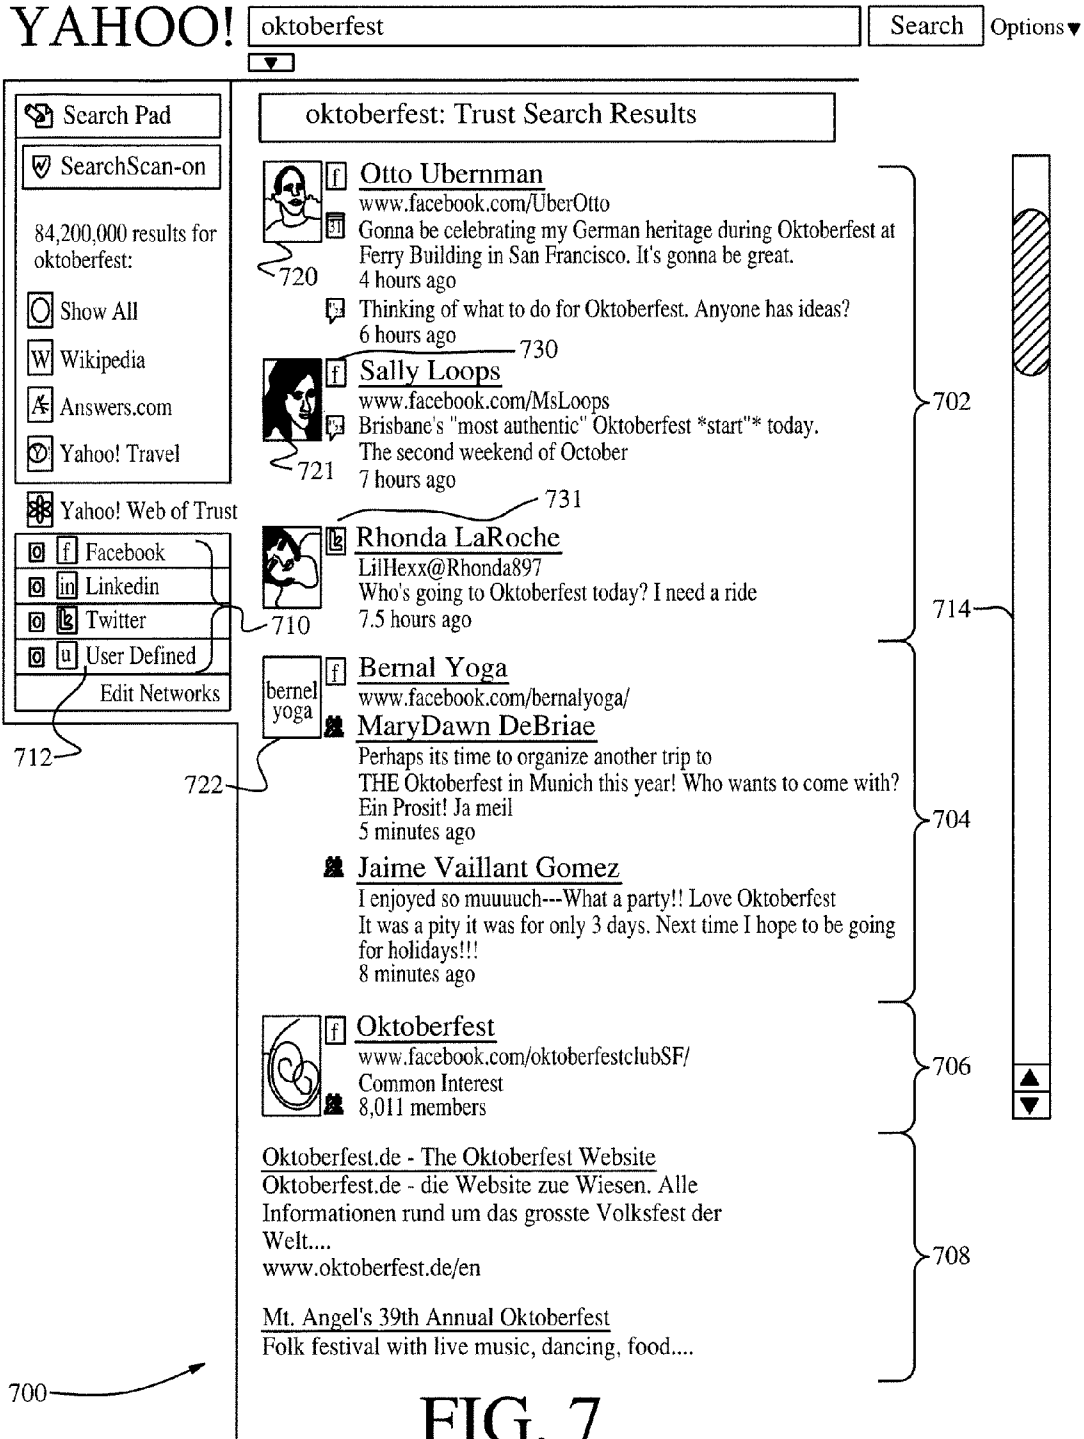 YAHOO!
oktoberfest
Search
Options▼
▼
Search Pad
SearchScan-on
84,200,000 results for
oktoberfest:
Show All
W Wikipedia
A Answers.com
Y! Yahoo! Travel
Yahoo! Web of Trust
f Facebook
in Linkedin
t Twitter
u User Defined
Edit Networks
710
712
oktoberfest: Trust Search Results
f Otto Ubernman
www.facebook.com/UberOtto
31 Gonna be celebrating my German heritage during Oktoberfest at
Ferry Building in San Francisco. It's gonna be great.
720
4 hours ago
Thinking of what to do for Oktoberfest. Anyone has ideas?
6 hours ago
730
f Sally Loops
www.facebook.com/MsLoops
Brisbane's "most authentic" Oktoberfest *start"* today.
The second weekend of October
721
7 hours ago
702
731
t Rhonda LaRoche
LilHexx@Rhonda897
Who's going to Oktoberfest today? I need a ride
7.5 hours ago
714
bernel
yoga
f Bernal Yoga
www.facebook.com/bernalyoga/
722
MaryDawn DeBriae
Perhaps its time to organize another trip to
THE Oktoberfest in Munich this year! Who wants to come with?
Ein Prosit! Ja meil
5 minutes ago
704
Jaime Vaillant Gomez
I enjoyed so muuuuch---What a party!! Love Oktoberfest
It was a pity it was for only 3 days. Next time I hope to be going
for holidays!!!
8 minutes ago
f Oktoberfest
www.facebook.com/oktoberfestclubSF/
Common Interest
8,011 members
706
Oktoberfest.de - The Oktoberfest Website
Oktoberfest.de - die Website zue Wiesen. Alle
Informationen rund um das grosste Volksfest der
Welt....
www.oktoberfest.de/en
708
Mt. Angel's 39th Annual Oktoberfest
Folk festival with live music, dancing, food....
700
FIG. 7